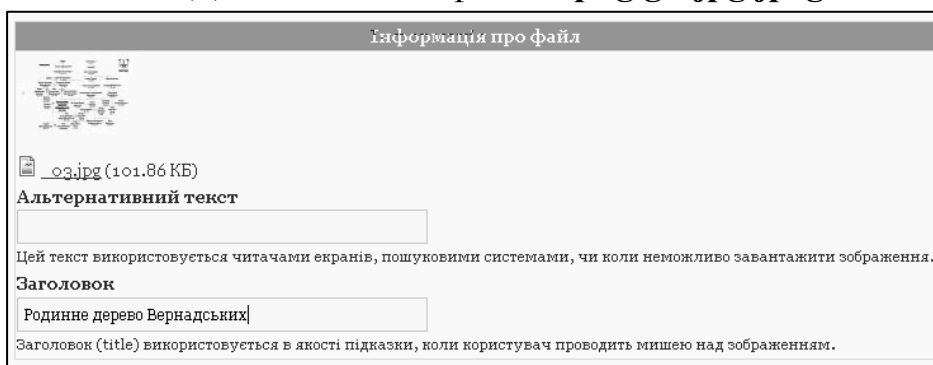 Інформація про файл
_03.jpg (101.86 КБ)
Альтернативний текст
Цей текст використовується читачами екранів, пошуковими системами, чи коли неможливо завантажити зображення.
Заголовок
Родинне дерево Вернадських
Заголовок (title) використовується в якості підказки, коли користувач проводить мишею над зображенням.